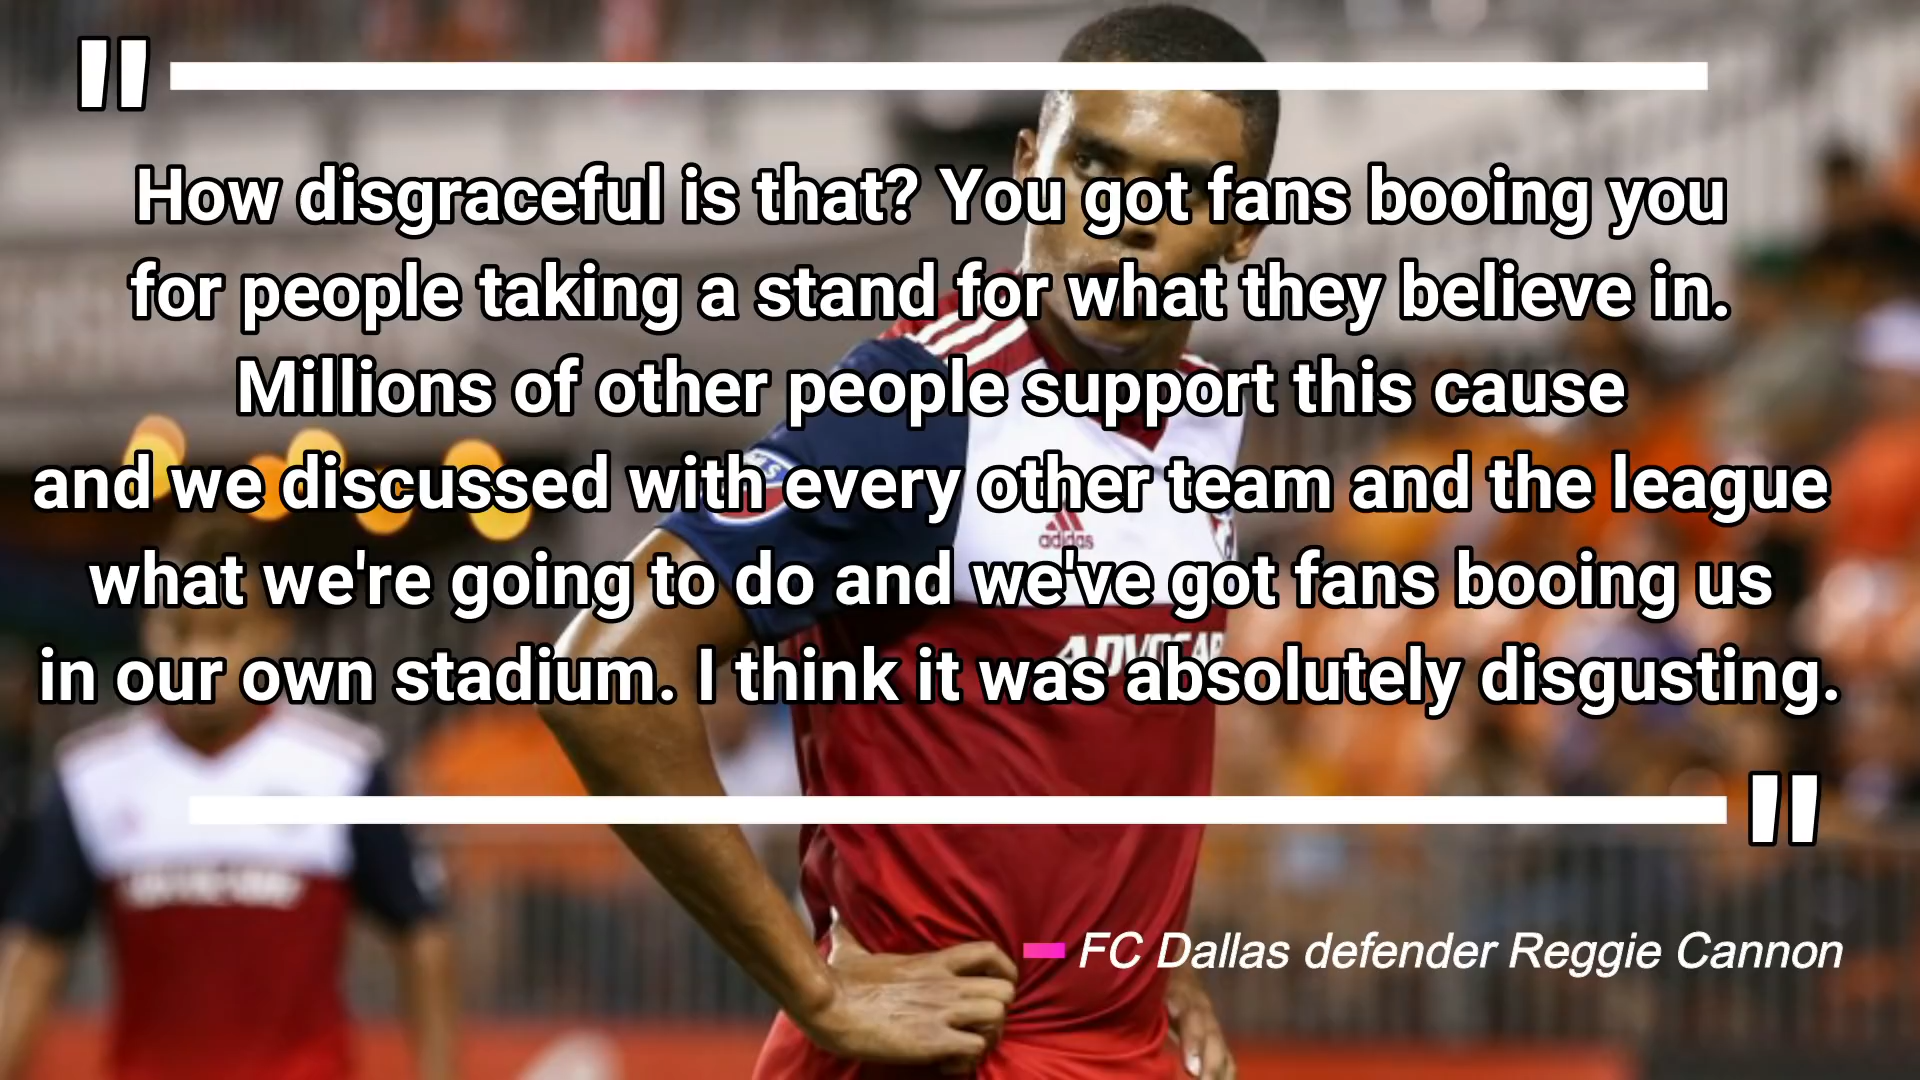 "
How disgraceful is that? You got fans booing you
for people taking a stand for what they believe in.
Millions of other people support this cause
and we discussed with every other team and the league
what we're going to do and we've got fans booing us
in our own stadium. I think it was absolutely disgusting.
"
adidas
FC Dallas defender Reggie Cannon